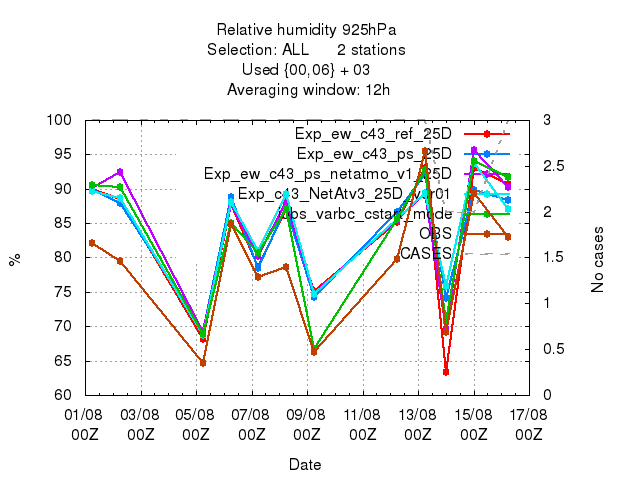 Relative humidity 925hPa
Selection: ALL 2 stations
Used {00,06} + 03
Averaging window: 12h
Exp_ew_c43_ref_25D
Exp_ew_c43_ps_25D
Exp_ew_c43_ps_netatmo_v1_25D
Exp_c43_NetAtv3_25D_var01
OBS
CASES
100
95
90
85
80
75
70
65
60
%
3
2.5
2
1.5
1
0.5
0
No cases
01/08 03/08 05/08 07/08 09/08 11/08 13/08 15/08 17/08
00Z 00Z 00Z 00Z 00Z 00Z 00Z 00Z 00Z
Date